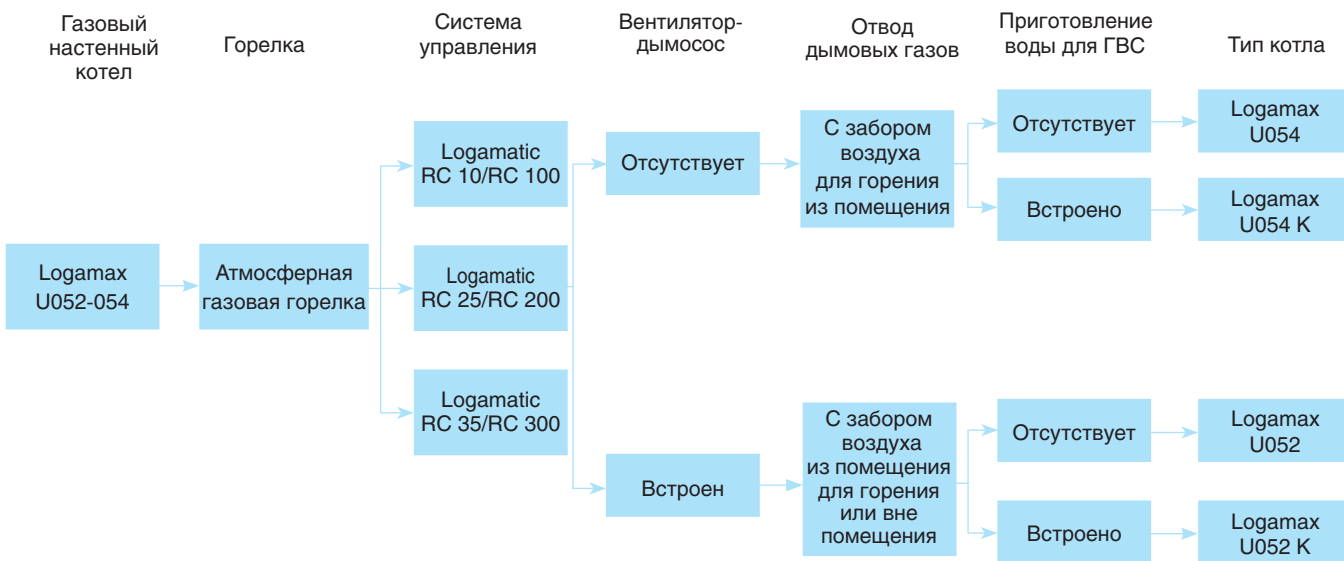 Газовый
настенный
котел
Горелка
Система
управления
Вентилятор-
дымосос
Отвод
дымовых газов
Приготовление
воды для ГВС
Тип котла
Logamax
U052-054
Атмосферная
газовая горелка
Logamatic
RC 10/RC 100
Logamatic
RC 25/RC 200
Logamatic
RC 35/RC 300
Отсутствует
С забором
воздуха
для горения
из помещения
Отсутствует
Logamax
U054
Встроено
Logamax
U054 K
Встроен
С забором
воздуха
из помещения
для горения
или вне
помещения
Отсутствует
Logamax
U052
Встроено
Logamax
U052 K